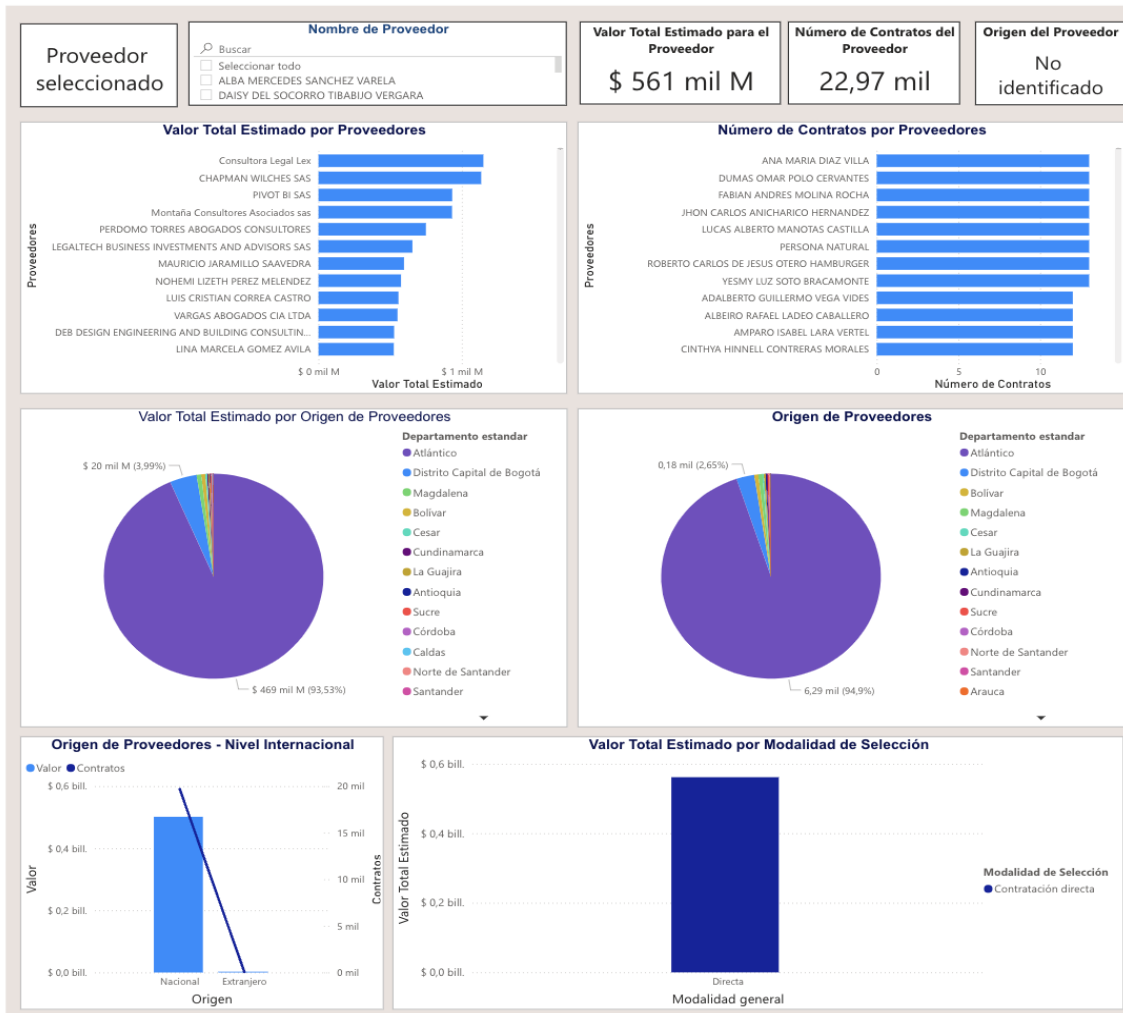 Proveedor
seleccionado
Nombre de Proveedor
Buscar
Seleccionar todo
ALBA MERCEDES SANCHEZ VARELA
DAISY DEL SOCORRO TIBABIJO VERGARA
Valor Total Estimado para el
Proveedor
$ 561 mil M
Número de Contratos del
Proveedor
22,97 mil
Origen del Proveedor
No
identificado
Valor Total Estimado por Proveedores
Proveedores
Consultora Legal Lex
CHAPMAN WILCHES SAS
PIVOT BI SAS
Montaña Consultores Asociados sas
PERDOMO TORRES ABOGADOS CONSULTORES
LEGALTECH BUSINESS INVESTMENTS AND ADVISORS SAS
MAURICIO JARAMILLO SAAVEDRA
NOHEMI LIZETH PEREZ MELENDEZ
LUIS CRISTIAN CORREA CASTRO
VARGAS ABOGADOS CIA LTDA
DEB DESIGN ENGINEERING AND BUILDING CONSULTIN...
LINA MARCELA GOMEZ AVILA
$ 0 mil M
$ 1 mil M
Valor Total Estimado
Número de Contratos por Proveedores
Proveedores
ANA MARIA DIAZ VILLA
DUMAS OMAR POLO CERVANTES
FABIAN ANDRES MOLINA ROCHA
JHON CARLOS ANICHARICO HERNANDEZ
LUCAS ALBERTO MANOTAS CASTILLA
PERSONA NATURAL
ROBERTO CARLOS DE JESUS OTERO HAMBURGER
YESMY LUZ SOTO BRACAMONTE
ADALBERTO GUILLERMO VEGA VIDES
ALBEIRO RAFAEL LADEO CABALLERO
AMPARO ISABEL LARA VERTEL
CINTHYA HINNELL CONTRERAS MORALES
0
5
10
Número de Contratos
Valor Total Estimado por Origen de Proveedores
$ 20 mil M (3,99%)
$ 469 mil M (93,53%)
Departamento estandar
Atlántico
Distrito Capital de Bogotá
Magdalena
Bolívar
Cesar
Cundinamarca
La Guajira
Antioquia
Sucre
Córdoba
Caldas
Norte de Santander
Santander
Origen de Proveedores
0,18 mil (2,65%)
6,29 mil (94,9%)
Departamento estandar
Atlántico
Distrito Capital de Bogotá
Bolívar
Magdalena
Cesar
La Guajira
Antioquia
Cundinamarca
Sucre
Córdoba
Norte de Santander
Santander
Arauca
Origen de Proveedores - Nivel Internacional
Valor
Contratos
Valor
$ 0,6 bill.
$ 0,4 bill.
$ 0,2 bill.
$ 0,0 bill.
20 mil
15 mil
10 mil
5 mil
0 mil
Contratos
Nacional
Extranjero
Origen
Valor Total Estimado por Modalidad de Selección
Valor Total Estimado
$ 0,6 bill.
$ 0,4 bill.
$ 0,2 bill.
$ 0,0 bill.
Directa
Modalidad general
Modalidad de Selección
Contratación directa